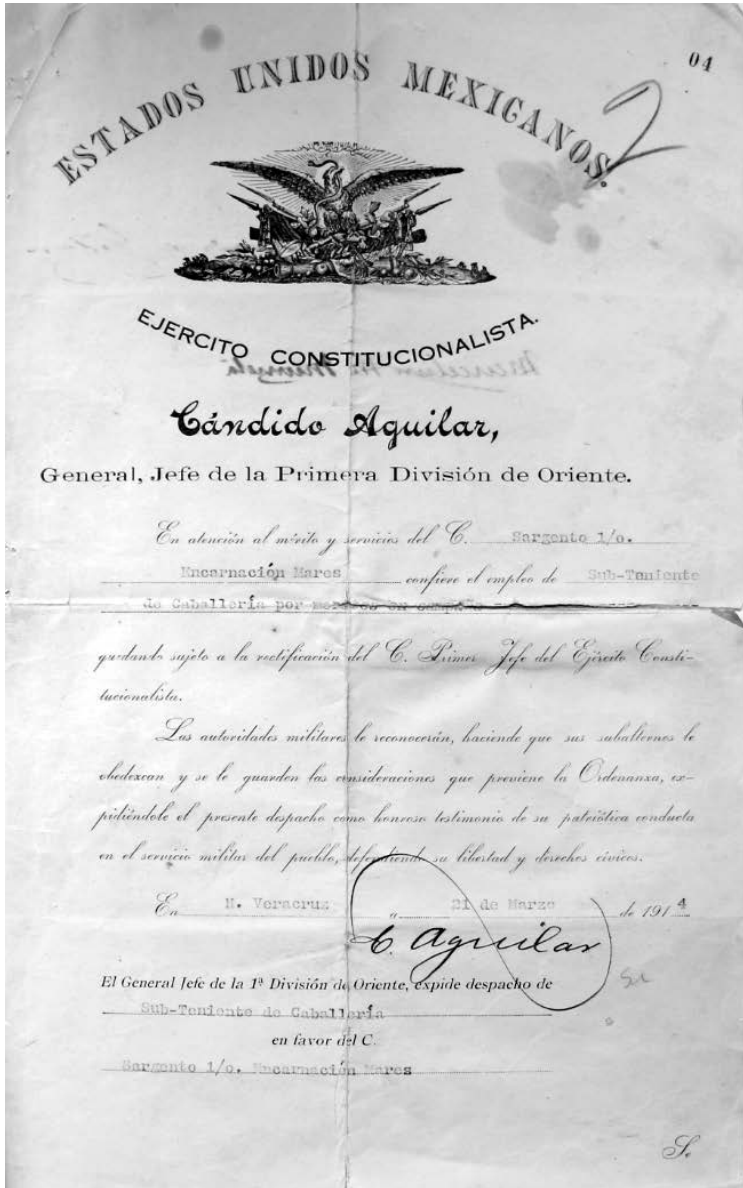 04
ESTADOS UNIDOS MEXICANOS.
EJERCITO CONSTITUCIONALISTA.
Cándido Aguilar,
General, Jefe de la Primera División de Oriente.
En atención al mérito y servicios del C. Sargento 1/o.
Encarnación Mares confiere el empleo de Sub-Teniente
de Caballería por
quedando sujeto a la rectificación del C. Primer Jefe del Ejército Consti-
tucionalista.
Las autoridades militares le reconocerán, haciendo que sus subalternos le
obedezcan y se le guarden las consideraciones que previene la Ordenanza, ex-
pidiéndole el presente despacho como honroso testimonio de su patriótica conducta
en el servicio militar del pueblo, defendiendo su libertad y derechos cívicos.
En H. Veracruz a 21 de Marzo de 1914
C. Aguilar
El General Jefe de la 1ª División de Oriente, expide despacho de
Sub-Teniente de Caballería
en favor del C.
Sargento 1/o. Encarnación Mares